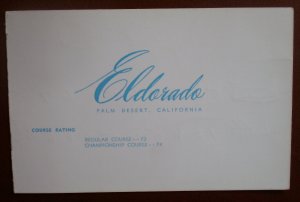 Eldorado
PALM DESERT, CALIFORNIA
COURSE RATING
REGULAR COURSE -- 72
CHAMPIONSHIP COURSE -- 74